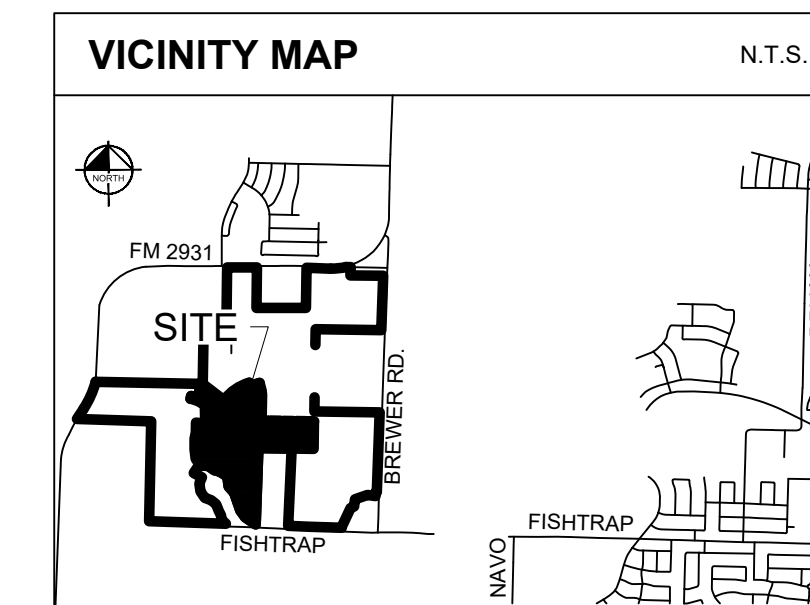 VICINITY MAP
N.T.S.
NORTH
FM 2931
SITE
BREWER RD.
FISHTRAP
FISHTRAP
NAVO